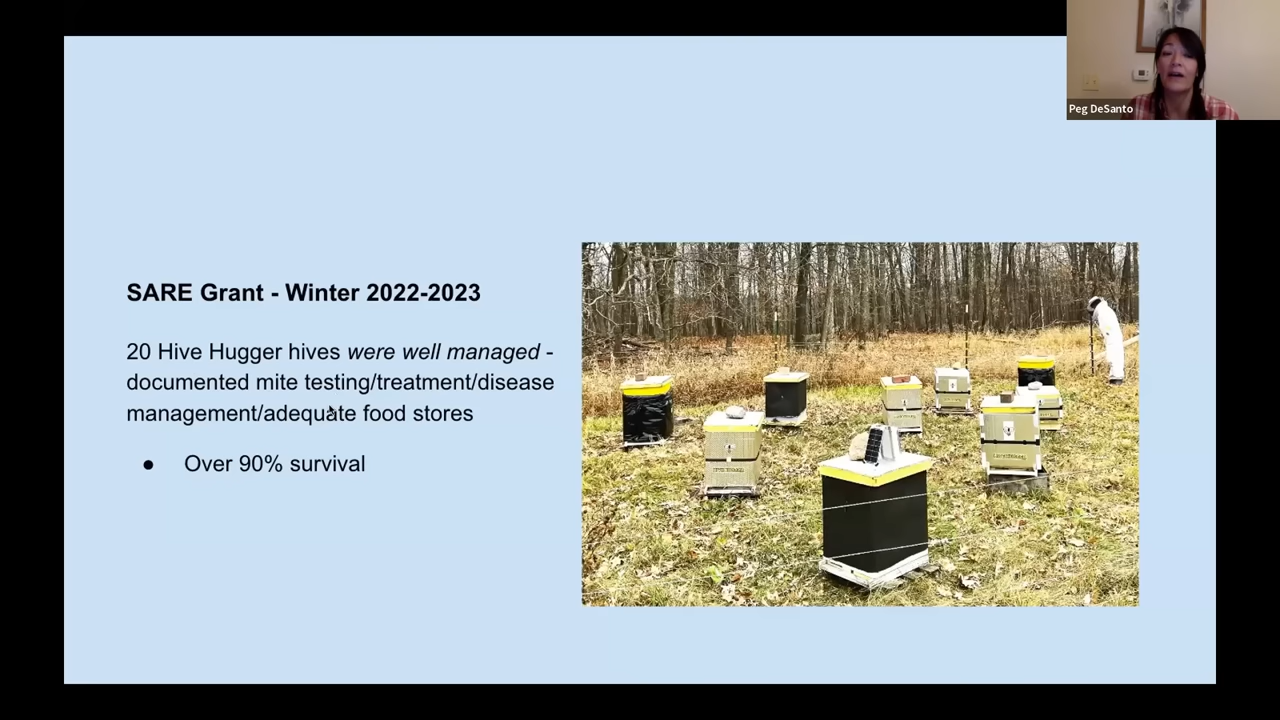 Peg DeSanto
SARE Grant - Winter 2022-2023
20 Hive Hugger hives were well managed -
documented mite testing/treatment/disease
management/adequate food stores
● Over 90% survival